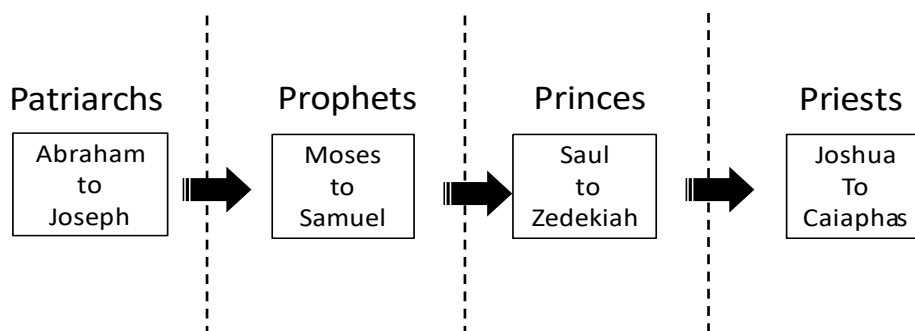 Patriarchs
Abraham
to
Joseph
Prophets
Moses
to
Samuel
Princes
Saul
to
Zedekiah
Priests
Joshua
To
Caiaphas